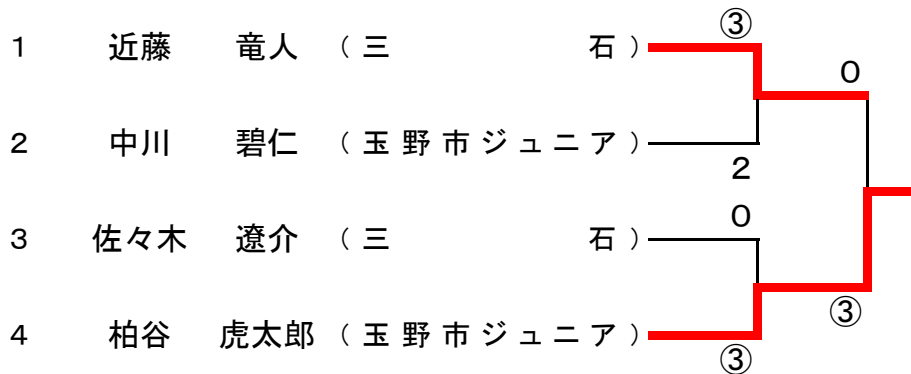 ③
1 近藤 竜人 （三 石）
0
2 中川 碧仁 （玉野市ジュニア）
2
0
3 佐々木 遼介 （三 石）
③
4 柏谷 虎太郎 （玉野市ジュニア）
③